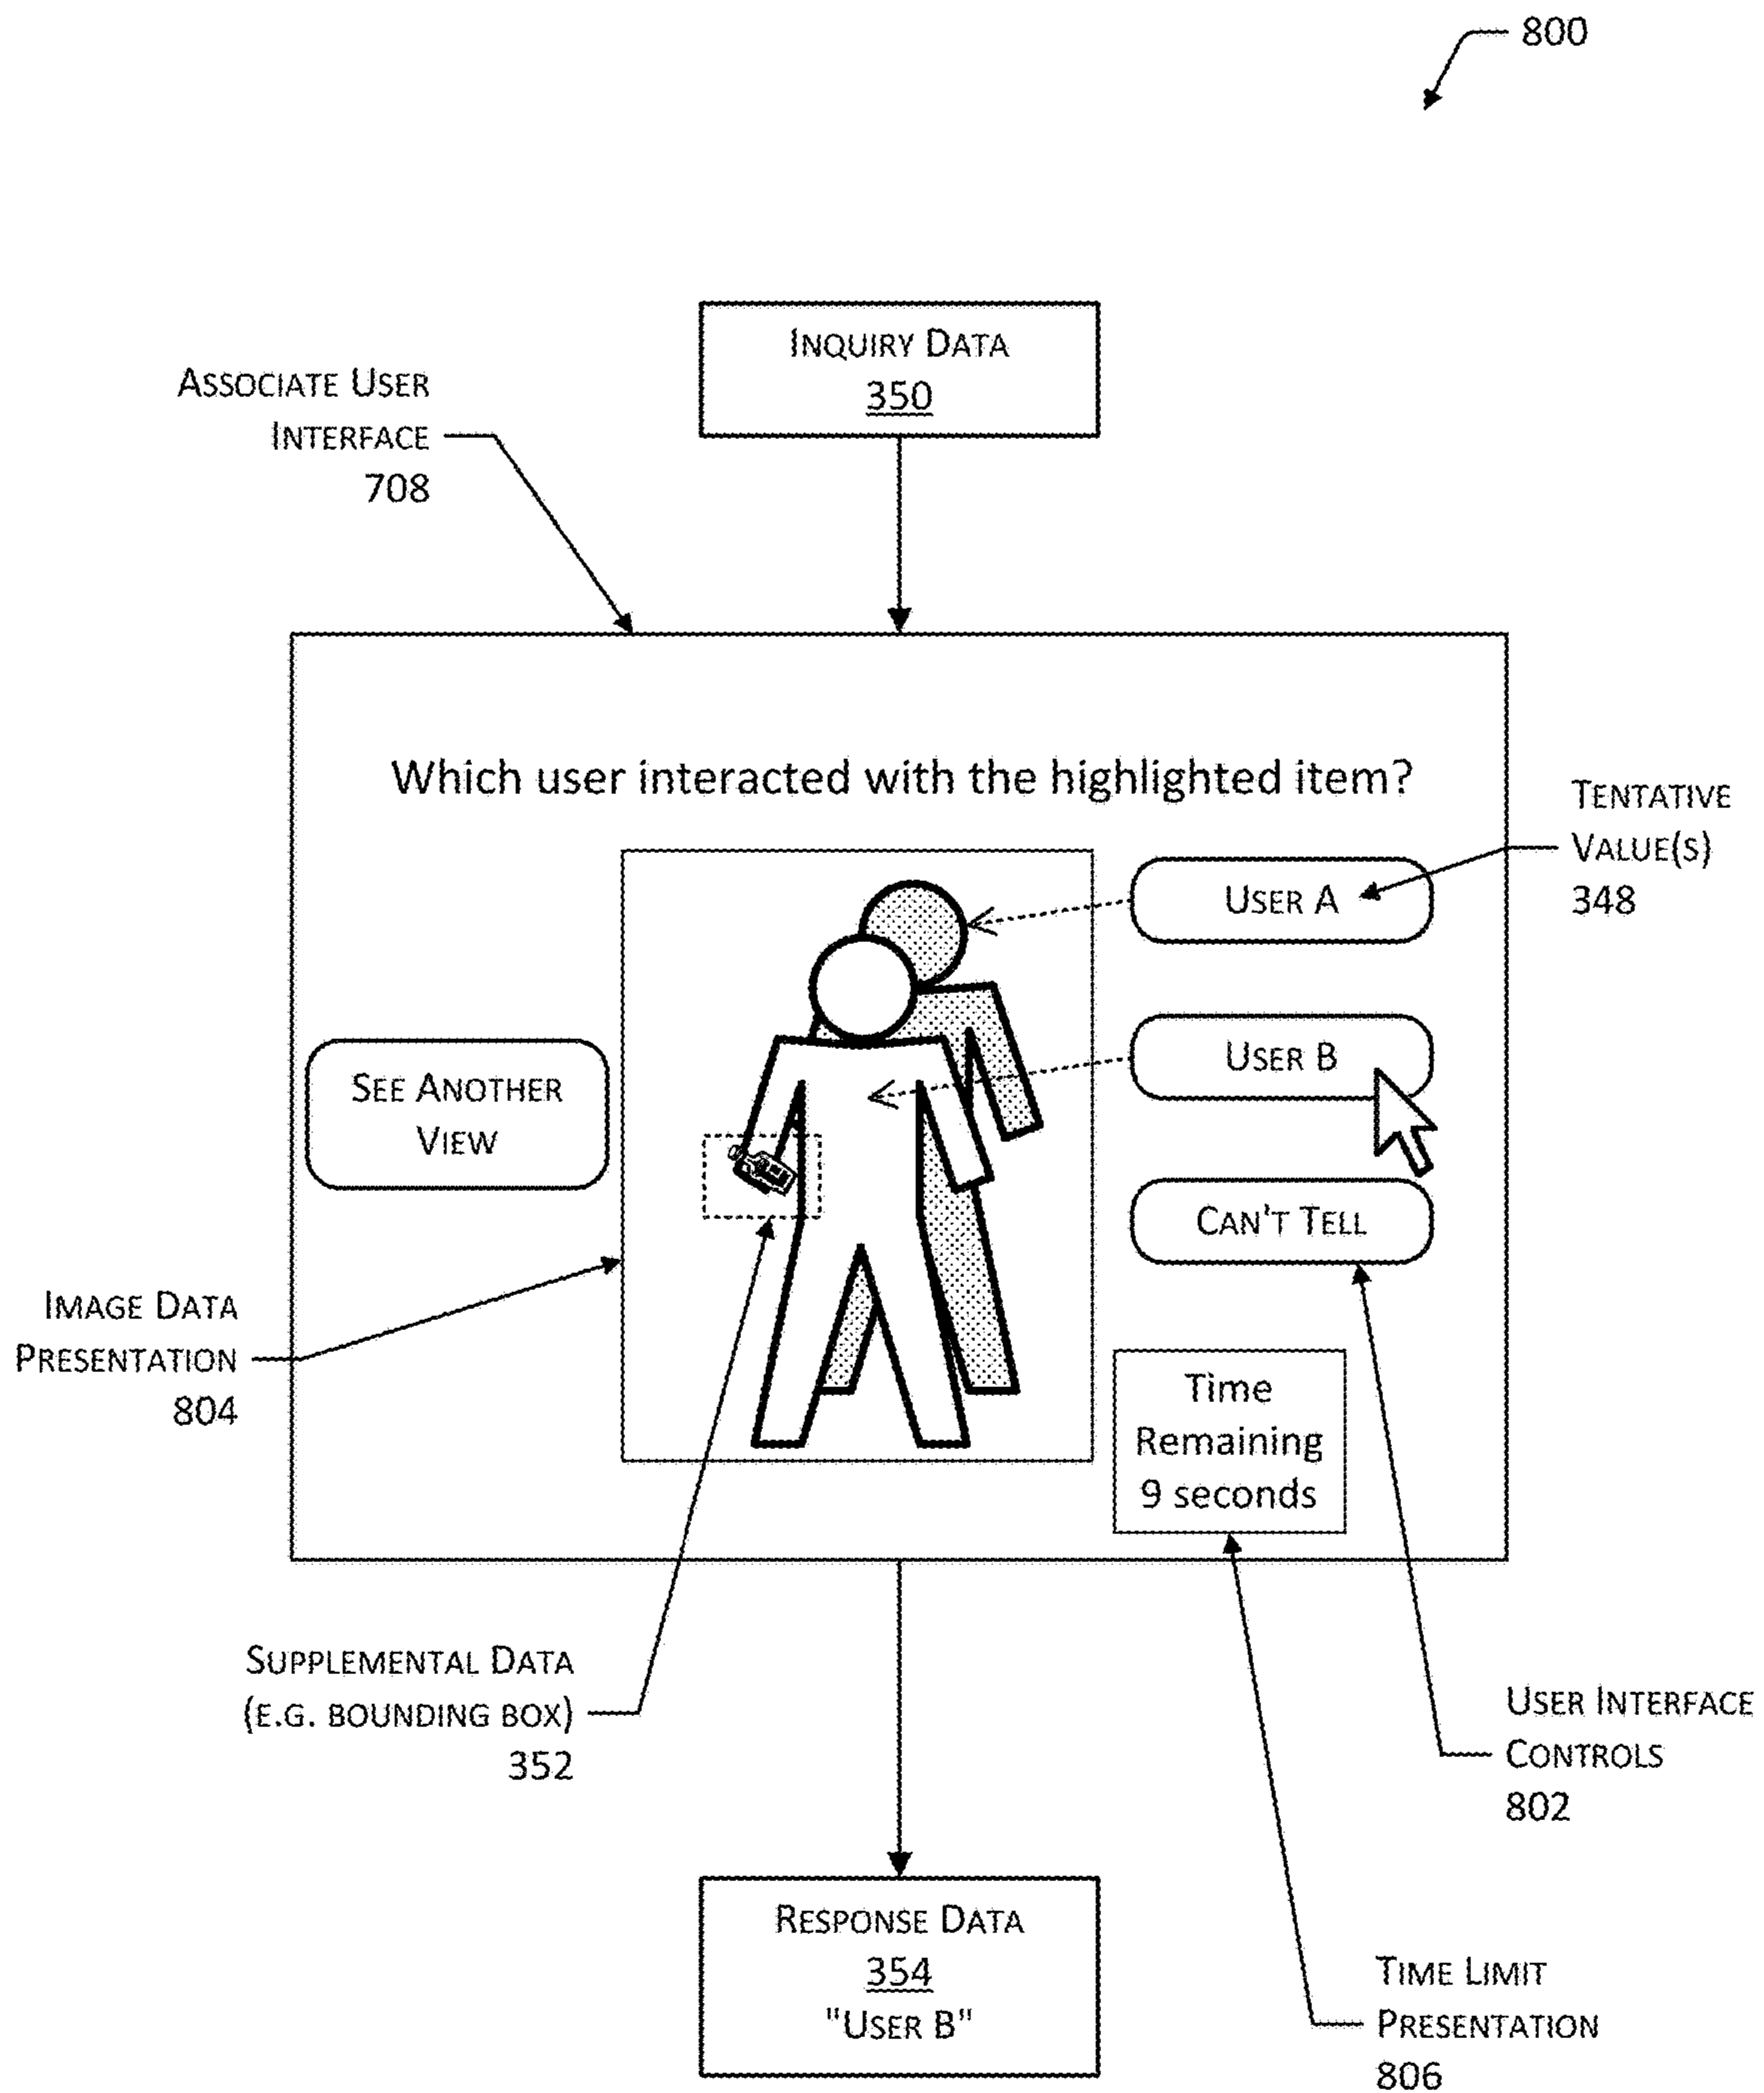 800
INQUIRY DATA
350
ASSOCIATE USER
INTERFACE
708
Which user interacted with the highlighted item?
TENTATIVE
VALUE(S)
348
USER A
USER B
SEE ANOTHER
VIEW
CAN'T TELL
IMAGE DATA
PRESENTATION
804
Time
Remaining
9 seconds
SUPPLEMENTAL DATA
(E.G. BOUNDING BOX)
352
USER INTERFACE
CONTROLS
802
RESPONSE DATA
354
"USER B"
TIME LIMIT
PRESENTATION
806